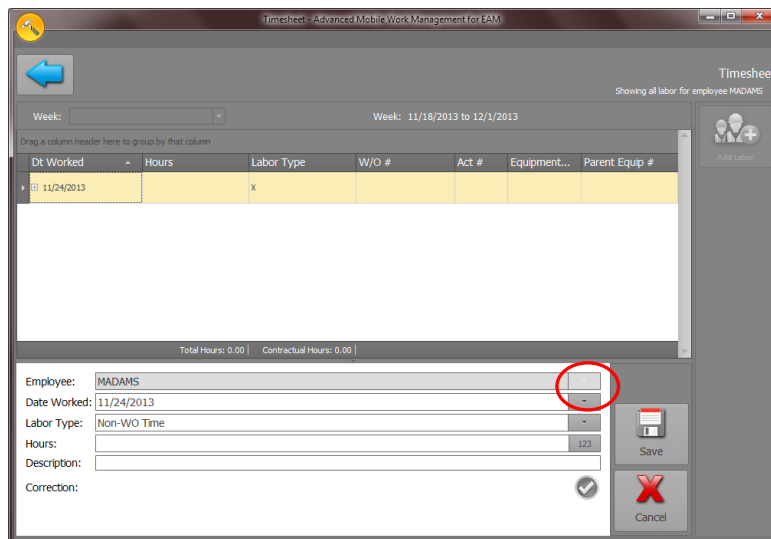 Timesheet - Advanced Mobile Work Management for EAM
Timeshee
Showing all labor for employee MADAMS
Week:
Week: 11/18/2013 to 12/1/2013
Drag a column header here to group by that column
Dt Worked Hours Labor Type W/O # Act # Equipment... Parent Equip #
11/24/2013 X
Add Labor
Total Hours: 0.00 Contractual Hours: 0.00
Employee: MADAMS
Date Worked: 11/24/2013
Labor Type: Non-WO Time
Hours: 123
Description:
Correction:
Save
Cancel